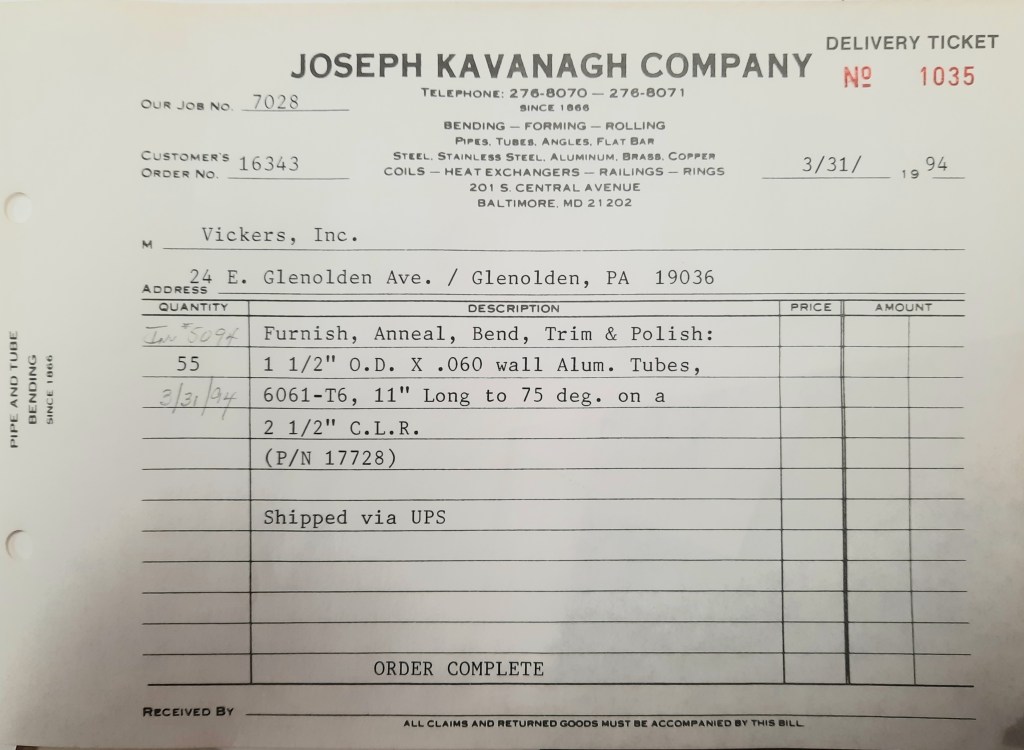 DELIVERY TICKET
JOSEPH KAVANAGH COMPANY
Nº 1035
TELEPHONE: 276-8070 — 276-8071
SINCE 1866
OUR JOB NO. 7028
BENDING — FORMING — ROLLING
PIPES, TUBES, ANGLES, FLAT BAR
STEEL, STAINLESS STEEL, ALUMINUM, BRASS, COPPER
COILS — HEAT EXCHANGERS — RAILINGS — RINGS
201 S. CENTRAL AVENUE
BALTIMORE, MD 21202
CUSTOMER'S
ORDER NO. 16343
3/31/ 1994
M Vickers, Inc.
ADDRESS 24 E. Glenolden Ave. / Glenolden, PA 19036
QUANTITY DESCRIPTION PRICE AMOUNT
Inv #5094 Furnish, Anneal, Bend, Trim & Polish:
55 1 1/2" O.D. X .060 wall Alum. Tubes,
3/31/94 6061-T6, 11" Long to 75 deg. on a
2 1/2" C.L.R.
(P/N 17728)
Shipped via UPS
ORDER COMPLETE
RECEIVED BY
ALL CLAIMS AND RETURNED GOODS MUST BE ACCOMPANIED BY THIS BILL.
PIPE AND TUBE
BENDING
SINCE 1866